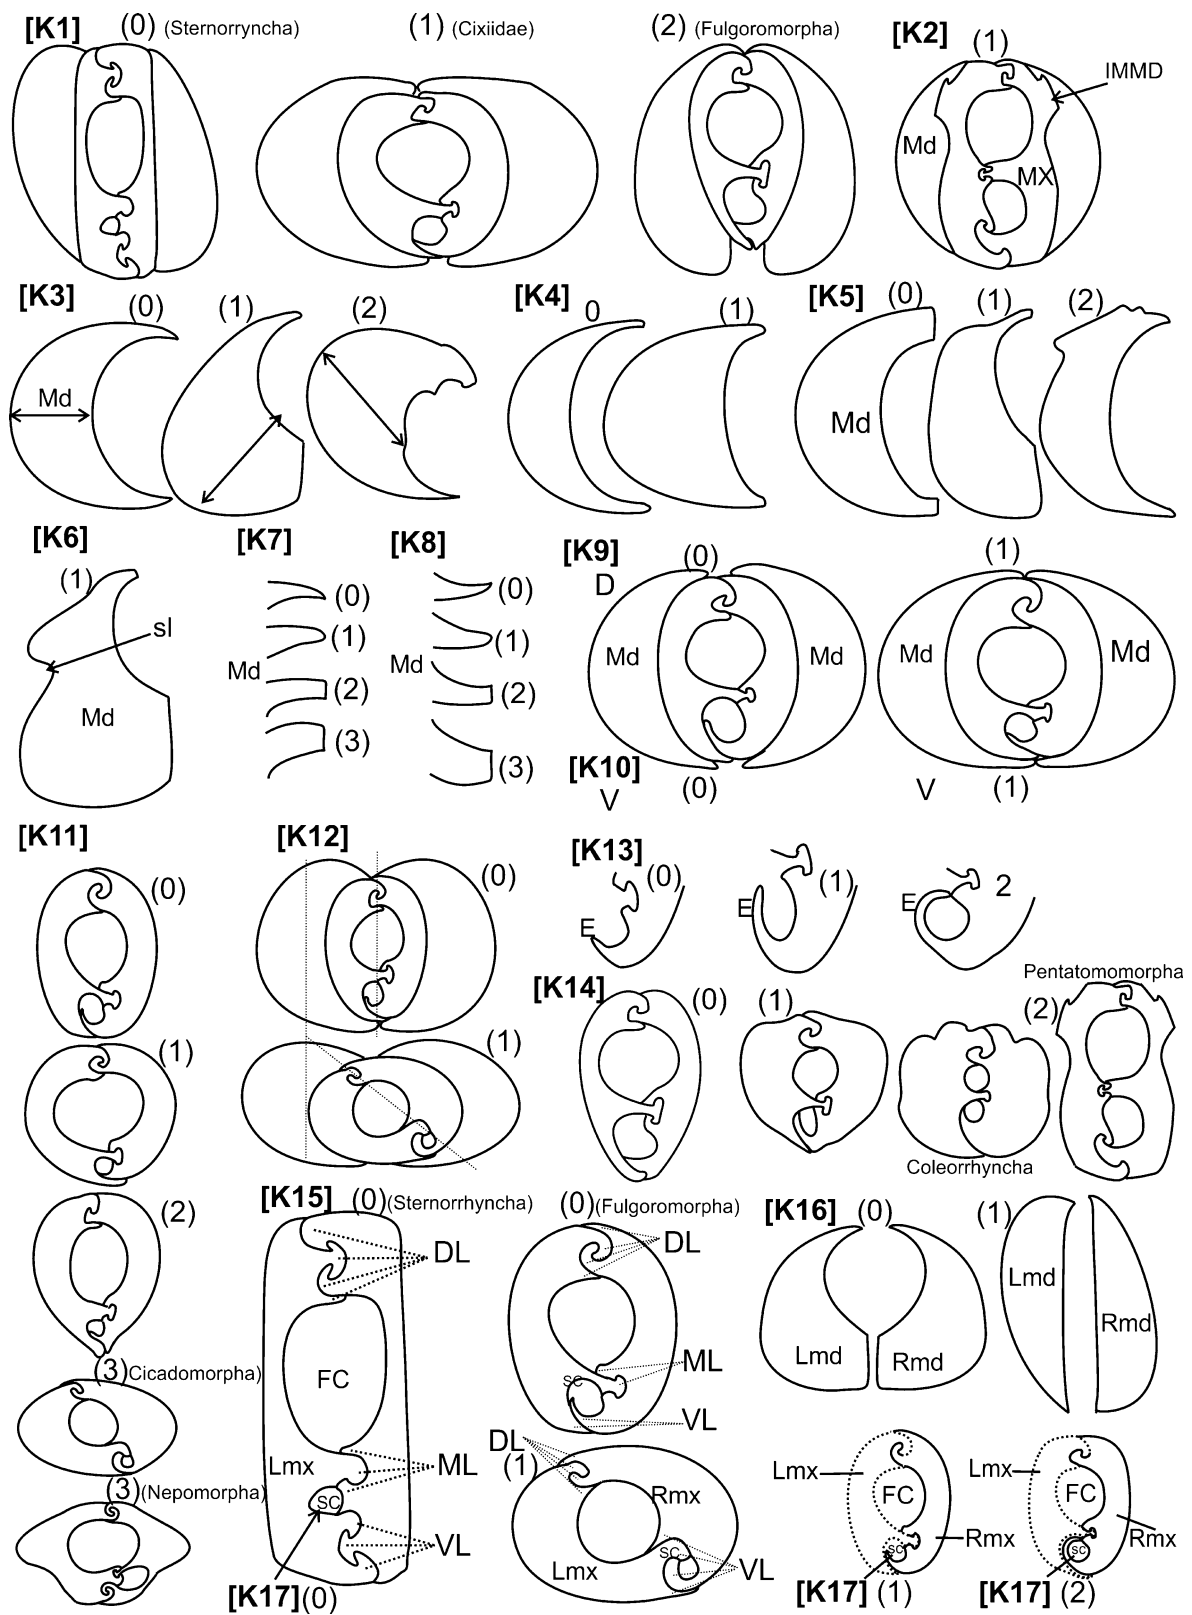 [K1] (0) (Sternorryncha) (1) (Cixiidae) (2) (Fulgoromorpha) [K2] (1)
IMMD
Md MX
[K3] (0) (1) (2) [K4] 0 (1) [K5] (0) (1) (2)
Md Md
[K6] (1) sl Md
[K7] (0) (1) Md (2) (3)
[K8] (0) (1) Md (2) (3)
[K9] (0) (1)
D
Md Md Md Md
[K10] (0) V V (1)
[K11] (0)
(1)
(2)
(3) (Cicadomorpha)
(3) (Nepomorpha)
[K12] (0)
(1)
[K13] (0) (1) 2
E E E
[K14] (0) (1) (2)
Pentatomomorpha
Coleorrhyncha
[K15] (0) (Sternorrhyncha) (0) (Fulgoromorpha)
DL
FC
Lmx ML
SC
VL
[K17] (0)
DL
ML
SC
VL
DL
(1)
Rmx
SC
Lmx VL
[K16] (0) (1)
Lmd Rmd Lmd Rmd
Lmx FC Rmx SC
[K17] (1)
Lmx FC Rmx SC
[K17] (2)